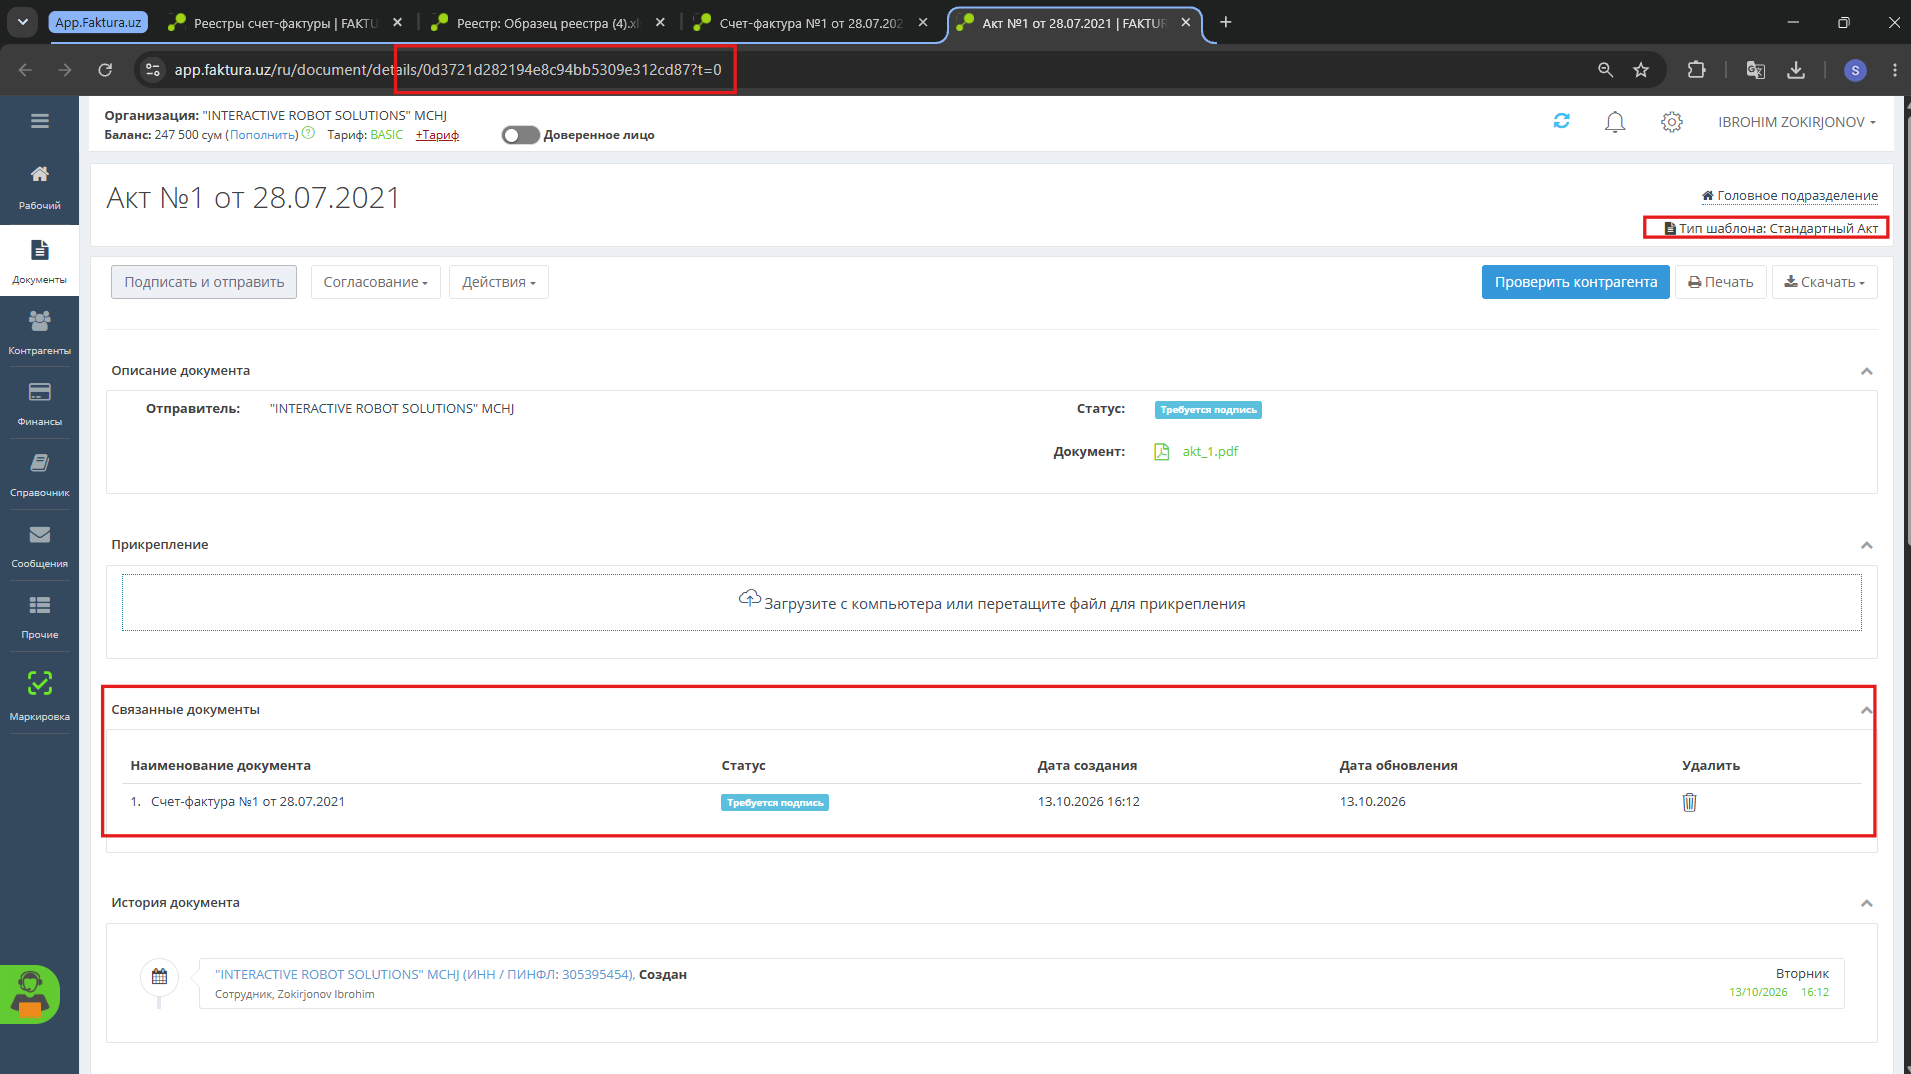 App.Faktura.uz
Реестры счет-фактуры | FAKTU
Реестр: Образец реестра (4).xl
Счет-фактура №1 от 28.07.202
Акт №1 от 28.07.2021 | FAKTUR
app.faktura.uz/ru/document/details/0d3721d282194e8c94bb5309e312cd87?t=0
S
Организация: "INTERACTIVE ROBOT SOLUTIONS" MCHJ
Баланс: 247 500 сум (Пополнить) ? Тариф: BASIC +Тариф
Доверенное лицо
IBROHIM ZOKIRJONOV
Рабочий
Документы
Контрагенты
Финансы
Справочник
Сообщения
Прочие
Маркировка
Акт №1 от 28.07.2021
Головное подразделение
Тип шаблона: Стандартный Акт
Подписать и отправить
Согласование
Действия
Проверить контрагента
Печать
Скачать
Описание документа
Отправитель: "INTERACTIVE ROBOT SOLUTIONS" MCHJ
Статус: Требуется подпись
Документ: akt_1.pdf
Прикрепление
Загрузите с компьютера или перетащите файл для прикрепления
Связанные документы
Наименование документа Статус Дата создания Дата обновления Удалить
1. Счет-фактура №1 от 28.07.2021 Требуется подпись 13.10.2026 16:12 13.10.2026
История документа
"INTERACTIVE ROBOT SOLUTIONS" MCHJ (ИНН / ПИНФЛ: 305395454), Создан
Сотрудник, Zokirjonov Ibrohim
Вторник
13/10/2026 16:12